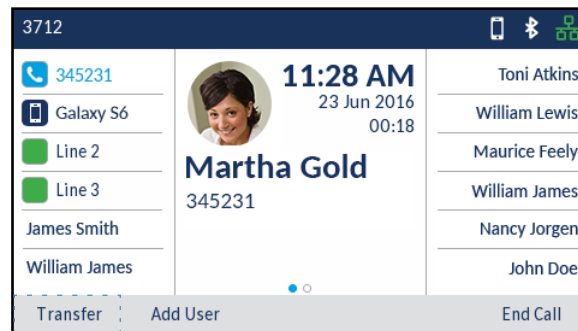 3712
345231
Galaxy S6
Line 2
Line 3
James Smith
William James
11:28 AM
23 Jun 2016
00:18
Martha Gold
345231
Toni Atkins
William Lewis
Maurice Feely
William James
Nancy Jorgen
John Doe
Transfer
Add User
End Call